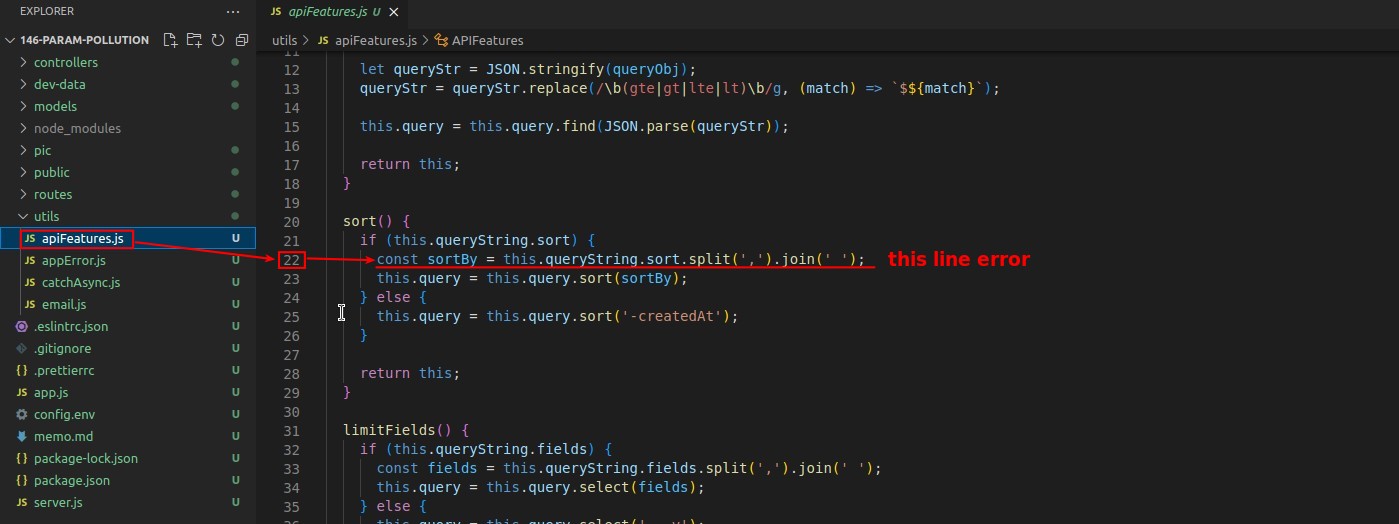 EXPLORER
···
JS apiFeatures.js U ×
146-PARAM-POLLUTION
utils > JS apiFeatures.js > APIFeatures
controllers
dev-data
models
node_modules
pic
public
routes
utils
JS apiFeatures.js U
JS appError.js U
JS catchAsync.js U
JS email.js U
.eslintrc.json U
.gitignore U
{} .prettierrc U
JS app.js U
config.env U
memo.md U
{} package-lock.json U
{} package.json U
JS server.js U
11
12 let queryStr = JSON.stringify(queryObj);
13 queryStr = queryStr.replace(/\b(gte|gt|lte|lt)\b/g, (match) => `$${match}`);
14
15 this.query = this.query.find(JSON.parse(queryStr));
16
17 return this;
18 }
19
20 sort() {
21 if (this.queryString.sort) {
22 const sortBy = this.queryString.sort.split(',').join(' '); this line error
23 this.query = this.query.sort(sortBy);
24 } else {
25 this.query = this.query.sort('-createdAt');
26 }
27
28 return this;
29 }
30
31 limitFields() {
32 if (this.queryString.fields) {
33 const fields = this.queryString.fields.split(',').join(' ');
34 this.query = this.query.select(fields);
35 } else {